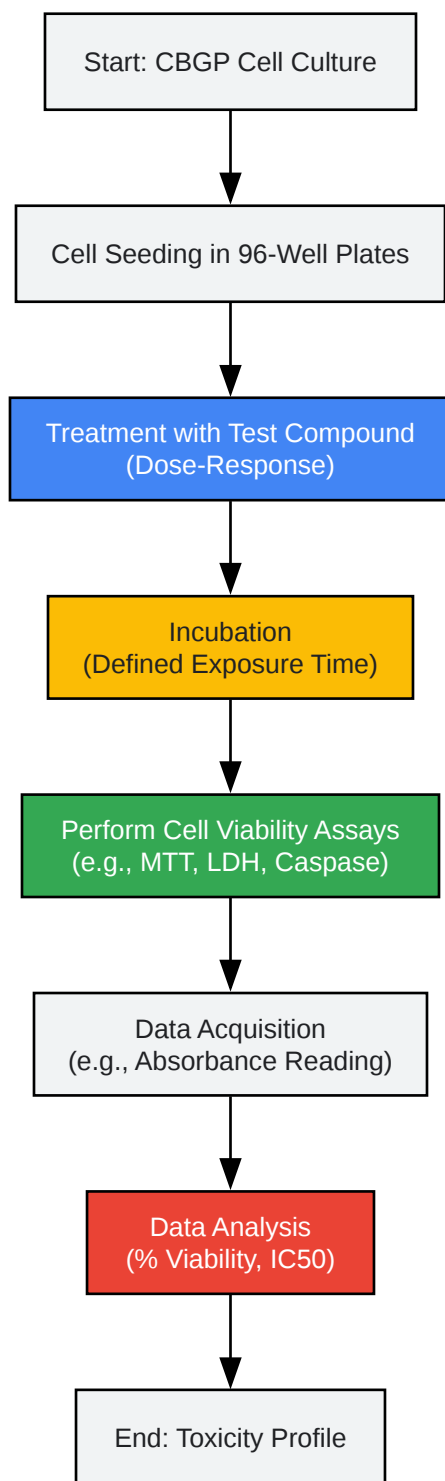 Start: CBGP Cell Culture
Cell Seeding in 96-Well Plates
Treatment with Test Compound
(Dose-Response)
Incubation
(Defined Exposure Time)
Perform Cell Viability Assays
(e.g., MTT, LDH, Caspase)
Data Acquisition
(e.g., Absorbance Reading)
Data Analysis
(% Viability, IC50)
End: Toxicity Profile